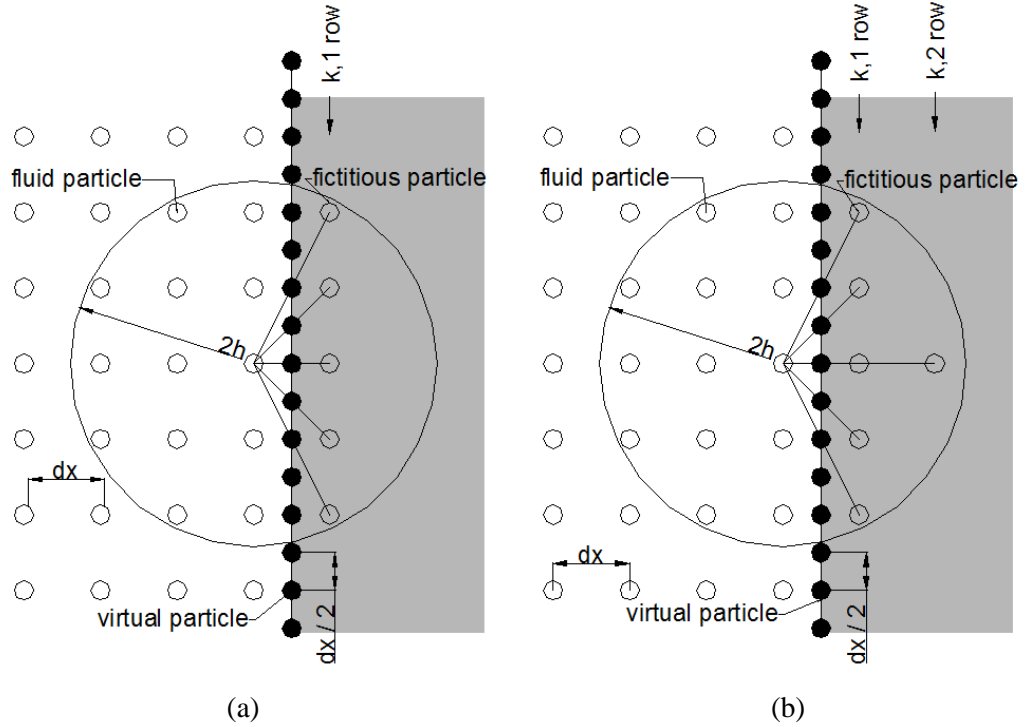 k,1 row
fluid particle
fictitious particle
2h
dx
virtual particle
dx / 2
(a)
k,1 row
k,2 row
fluid particle
fictitious particle
2h
dx
virtual particle
dx / 2
(b)